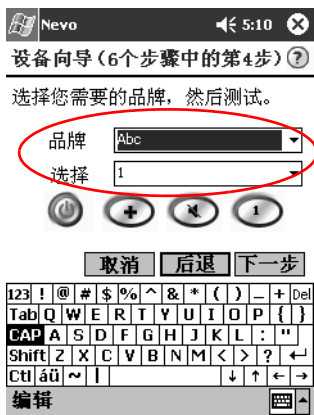 Nevo 5:10
设备向导(6个步骤中的第4步) ?
选择您需要的品牌，然后测试。
品牌 Abc
选择 1
+ 1
取消 后退 下一步
123 ! @ # $ % ^ & * ( ) _ + Del
Tab Q W E R T Y U I O P { }
CAP A S D F G H J K L : "
Shift Z X C V B N M < > ? ↵
Ctl áü ~ | ↓ ↑ ← →
编辑